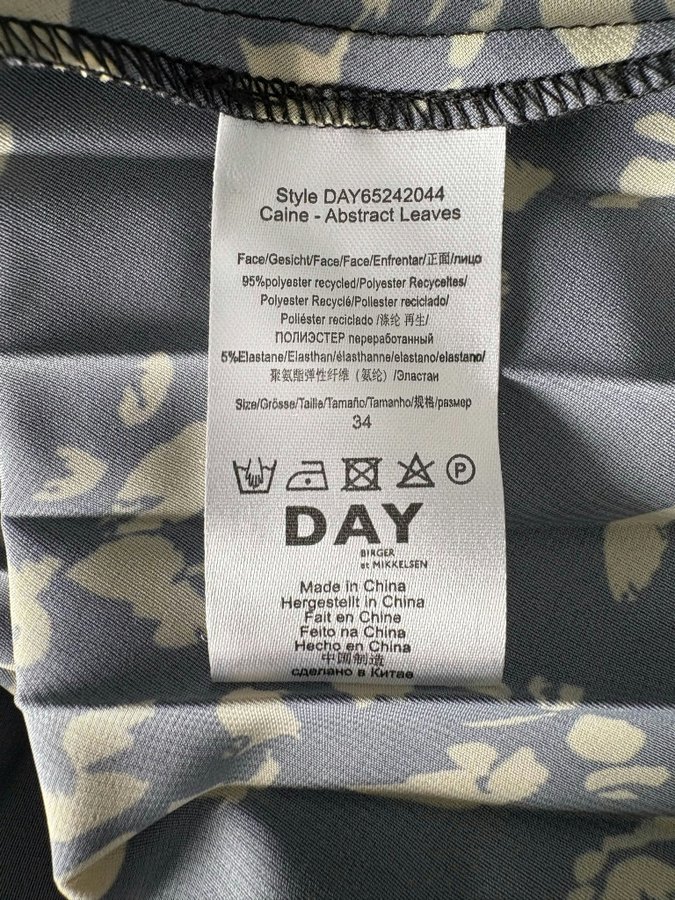 Style DAY65242044
Caine - Abstract Leaves
Face/Gesicht/Face/Face/Enfrentar/正面/лицо
95%polyester recycled/Polyester Recyceltes/
Polyester Recyclé/Poliester reciclado/
Poliéster reciclado /涤纶 再生/
ПОЛИЭСТЕР переработанный
5%Elastane/Elasthan/élasthanne/elastano/elastano/
聚氨酯弹性纤维（氨纶）/Эластан
Size/Grösse/Taille/Tamaño/Tamanho/规格/размер
34
P
DAY
BIRGER
et MIKKELSEN
Made in China
Hergestellt in China
Fait en Chine
Feito na China
Hecho en China
中国制造
сделано в Китае